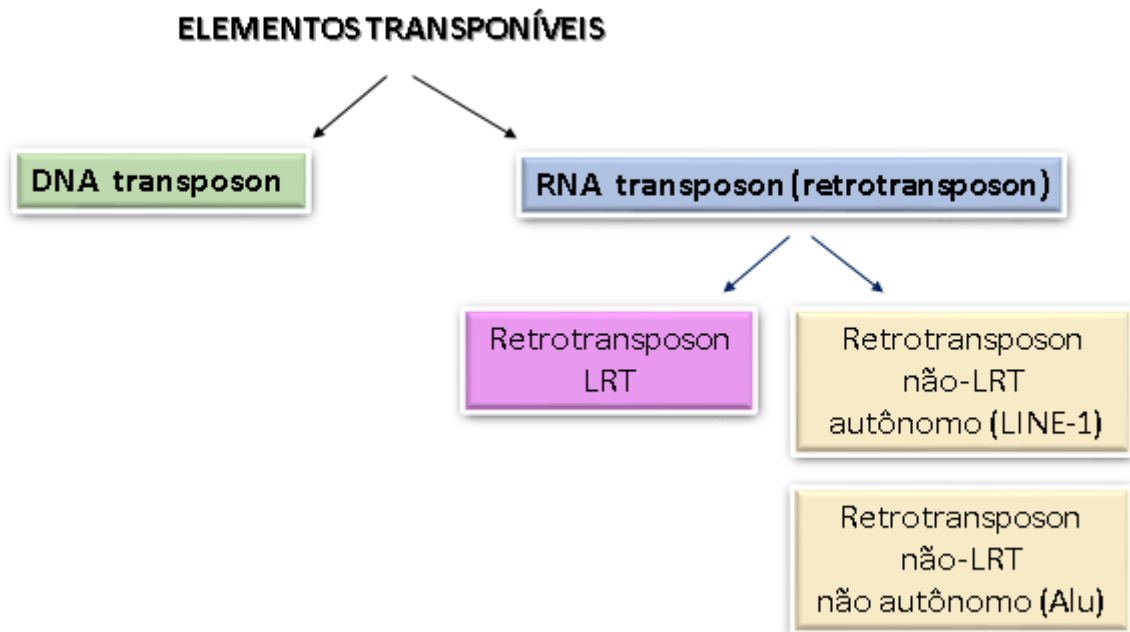 ELEMENTOS TRANSPONÍVEIS
DNA transposon
RNA transposon (retrotransposon)
Retrotransposon
LRT
Retrotransposon
não-LRT
autônomo (LINE-1)
Retrotransposon
não-LRT
não autônomo (Alu)